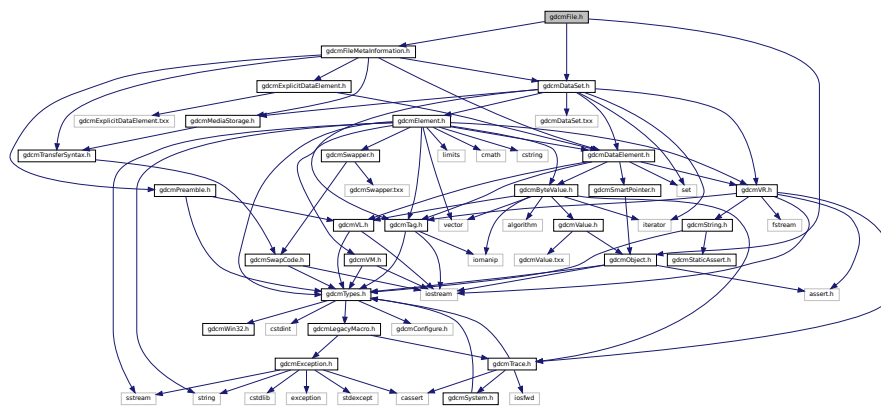 gdcmFile.h
gdcmFileMetaInformation.h
gdcmExplicitDataElement.h
gdcmDataSet.h
gdcmExplicitDataElement.txx
gdcmMediaStorage.h
gdcmElement.h
gdcmDataSet.txx
gdcmTransferSyntax.h
gdcmSwapper.h
limits
cmath
cstring
gdcmDataElement.h
gdcmPreamble.h
gdcmSwapper.txx
gdcmByteValue.h
gdcmSmartPointer.h
set
gdcmVR.h
gdcmVL.h
gdcmTag.h
vector
algorithm
gdcmValue.h
iterator
gdcmString.h
fstream
gdcmSwapCode.h
gdcmVM.h
iomanip
gdcmValue.txx
gdcmObject.h
gdcmStaticAssert.h
gdcmTypes.h
iostream
assert.h
gdcmWin32.h
cstdint
gdcmLegacyMacro.h
gdcmConfigure.h
gdcmException.h
gdcmTrace.h
sstream
string
cstdlib
exception
stdexcept
cassert
gdcmSystem.h
iosfwd